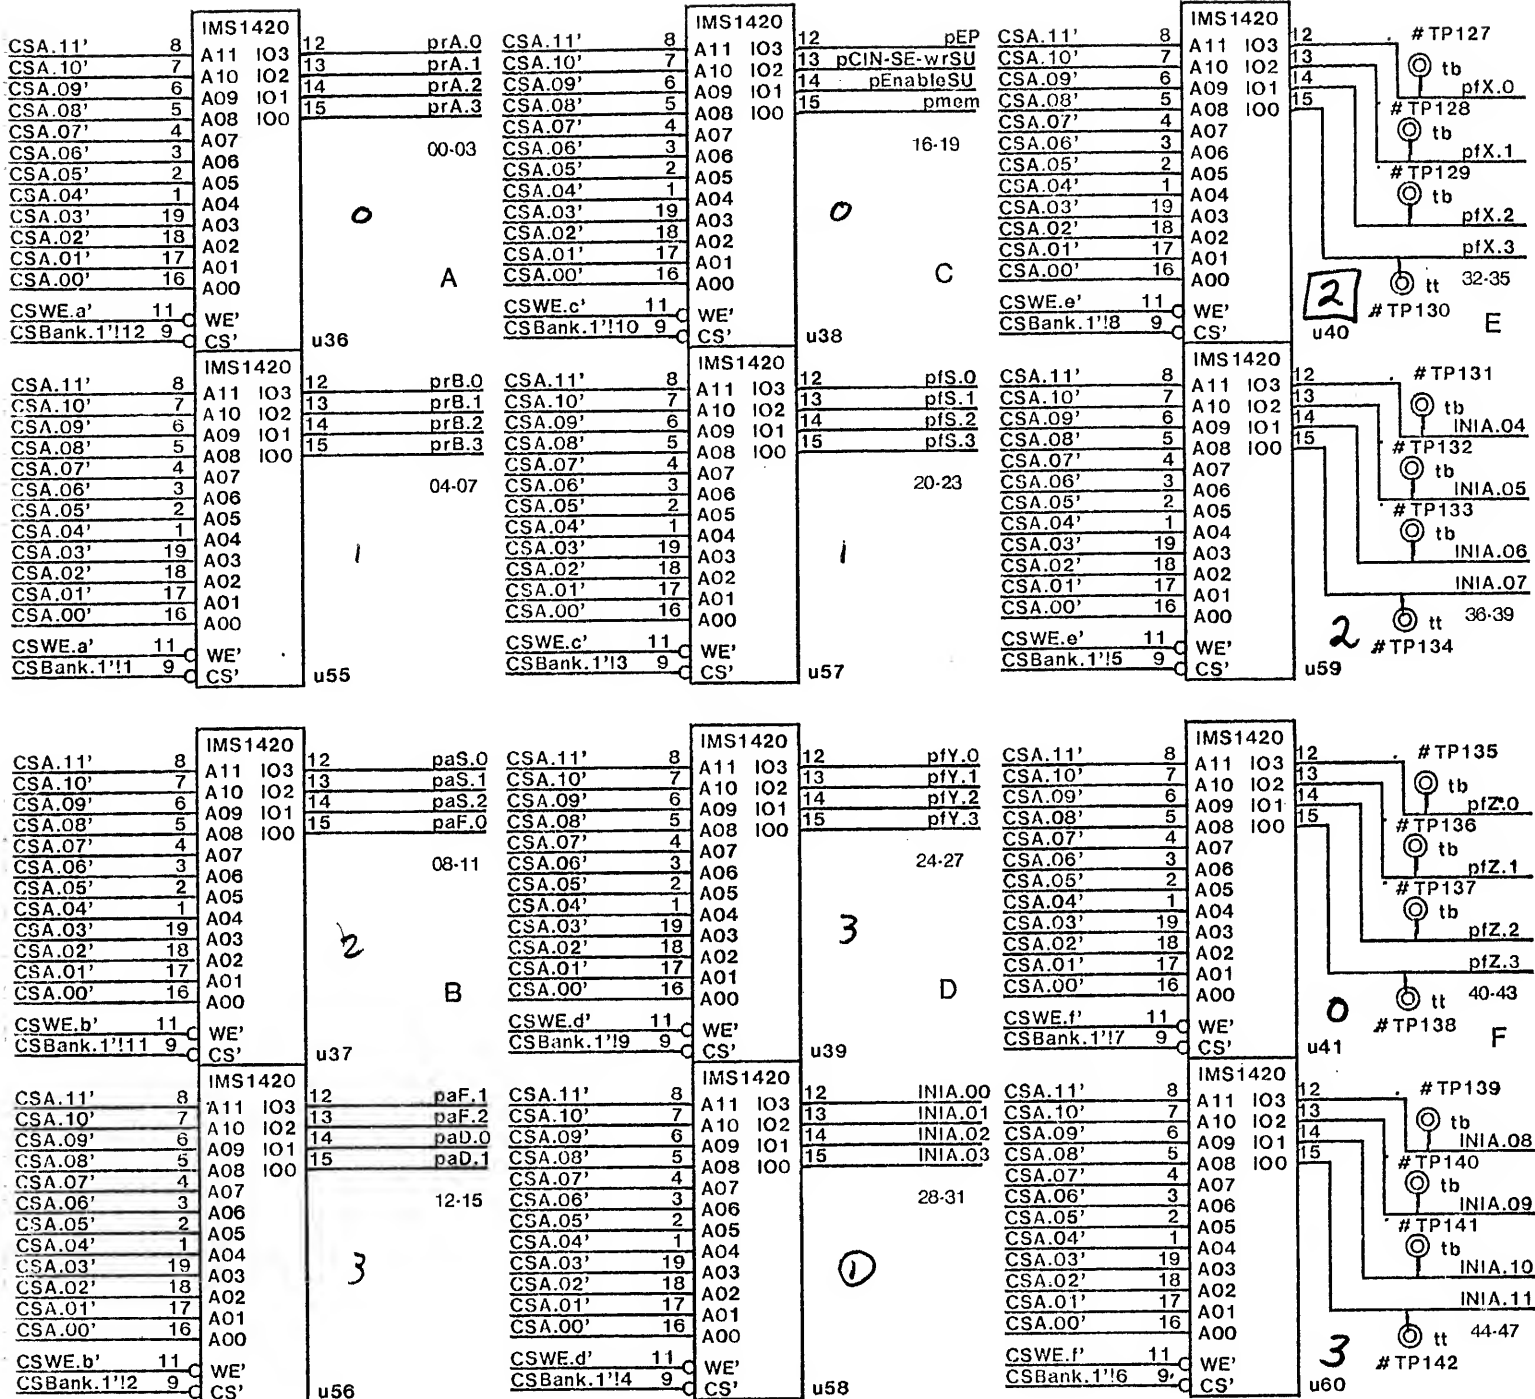 IMS1420
CSA.11' 8 A11 IO3 12 prA.0
CSA.10' 7 A10 IO2 13 prA.1
CSA.09' 6 A09 IO1 14 prA.2
CSA.08' 5 A08 IO0 15 prA.3
CSA.07' 4 A07
CSA.06' 3 A06 00-03
CSA.05' 2 A05
CSA.04' 1 A04
CSA.03' 19 A03 0
CSA.02' 18 A02
CSA.01' 17 A01
CSA.00' 16 A00 A
CSWE.a' 11 WE'
CSBank.1'!12 9 CS' u36
IMS1420
CSA.11' 8 A11 IO3 12 prB.0
CSA.10' 7 A10 IO2 13 prB.1
CSA.09' 6 A09 IO1 14 prB.2
CSA.08' 5 A08 IO0 15 prB.3
CSA.07' 4 A07
CSA.06' 3 A06 04-07
CSA.05' 2 A05
CSA.04' 1 A04
CSA.03' 19 A03 1
CSA.02' 18 A02
CSA.01' 17 A01
CSA.00' 16 A00
CSWE.a' 11 WE'
CSBank.1'!1 9 CS' u55
IMS1420
CSA.11' 8 A11 IO3 12 pEP
CSA.10' 7 A10 IO2 13 pCIN-SE-wrSU
CSA.09' 6 A09 IO1 14 pEnableSU
CSA.08' 5 A08 IO0 15 pmem
CSA.07' 4 A07
CSA.06' 3 A06 16-19
CSA.05' 2 A05
CSA.04' 1 A04
CSA.03' 19 A03 0
CSA.02' 18 A02
CSA.01' 17 A01
CSA.00' 16 A00 C
CSWE.c' 11 WE'
CSBank.1'!10 9 CS' u38
IMS1420
CSA.11' 8 A11 IO3 12 pfS.0
CSA.10' 7 A10 IO2 13 pfS.1
CSA.09' 6 A09 IO1 14 pfS.2
CSA.08' 5 A08 IO0 15 pfS.3
CSA.07' 4 A07
CSA.06' 3 A06 20-23
CSA.05' 2 A05
CSA.04' 1 A04
CSA.03' 19 A03 1
CSA.02' 18 A02
CSA.01' 17 A01
CSA.00' 16 A00
CSWE.c' 11 WE'
CSBank.1'!3 9 CS' u57
IMS1420
CSA.11' 8 A11 IO3 12 #TP127
CSA.10' 7 A10 IO2 13 tb
CSA.09' 6 A09 IO1 14 pfX.0
CSA.08' 5 A08 IO0 15 #TP128
CSA.07' 4 A07 tb
CSA.06' 3 A06 pfX.1
CSA.05' 2 A05 #TP129
CSA.04' 1 A04 tb
CSA.03' 19 A03 pfX.2
CSA.02' 18 A02
CSA.01' 17 A01 pfX.3
CSA.00' 16 A00 tt 32-35
CSWE.e' 11 WE' 2 #TP130 E
CSBank.1'!8 9 CS' u40
IMS1420
CSA.11' 8 A11 IO3 12 #TP131
CSA.10' 7 A10 IO2 13 tb
CSA.09' 6 A09 IO1 14 INIA.04
CSA.08' 5 A08 IO0 15 #TP132
CSA.07' 4 A07 tb
CSA.06' 3 A06 INIA.05
CSA.05' 2 A05 #TP133
CSA.04' 1 A04 tb
CSA.03' 19 A03 INIA.06
CSA.02' 18 A02
CSA.01' 17 A01 INIA.07
CSA.00' 16 A00 tt 36-39
CSWE.e' 11 WE' 2 #TP134
CSBank.1'!5 9 CS' u59
IMS1420
CSA.11' 8 A11 IO3 12 paS.0
CSA.10' 7 A10 IO2 13 paS.1
CSA.09' 6 A09 IO1 14 paS.2
CSA.08' 5 A08 IO0 15 paF.0
CSA.07' 4 A07
CSA.06' 3 A06 08-11
CSA.05' 2 A05
CSA.04' 1 A04
CSA.03' 19 A03 2
CSA.02' 18 A02
CSA.01' 17 A01
CSA.00' 16 A00 B
CSWE.b' 11 WE'
CSBank.1'!11 9 CS' u37
IMS1420
CSA.11' 8 A11 IO3 12 paF.1
CSA.10' 7 A10 IO2 13 paF.2
CSA.09' 6 A09 IO1 14 paD.0
CSA.08' 5 A08 IO0 15 paD.1
CSA.07' 4 A07
CSA.06' 3 A06 12-15
CSA.05' 2 A05
CSA.04' 1 A04
CSA.03' 19 A03 3
CSA.02' 18 A02
CSA.01' 17 A01
CSA.00' 16 A00
CSWE.b' 11 WE'
CSBank.1'!2 9 CS' u56
IMS1420
CSA.11' 8 A11 IO3 12 pfY.0
CSA.10' 7 A10 IO2 13 pfY.1
CSA.09' 6 A09 IO1 14 pfY.2
CSA.08' 5 A08 IO0 15 pfY.3
CSA.07' 4 A07
CSA.06' 3 A06 24-27
CSA.05' 2 A05
CSA.04' 1 A04
CSA.03' 19 A03 3
CSA.02' 18 A02
CSA.01' 17 A01
CSA.00' 16 A00 D
CSWE.d' 11 WE'
CSBank.1'!9 9 CS' u39
IMS1420
CSA.11' 8 A11 IO3 12 INIA.00
CSA.10' 7 A10 IO2 13 INIA.01
CSA.09' 6 A09 IO1 14 INIA.02
CSA.08' 5 A08 IO0 15 INIA.03
CSA.07' 4 A07
CSA.06' 3 A06 28-31
CSA.05' 2 A05
CSA.04' 1 A04
CSA.03' 19 A03 1
CSA.02' 18 A02
CSA.01' 17 A01
CSA.00' 16 A00
CSWE.d' 11 WE'
CSBank.1'!4 9 CS' u58
IMS1420
CSA.11' 8 A11 IO3 12 #TP135
CSA.10' 7 A10 IO2 13 tb
CSA.09' 6 A09 IO1 14 pfZ.0
CSA.08' 5 A08 IO0 15 #TP136
CSA.07' 4 A07 tb
CSA.06' 3 A06 pfZ.1
CSA.05' 2 A05 #TP137
CSA.04' 1 A04 tb
CSA.03' 19 A03 pfZ.2
CSA.02' 18 A02
CSA.01' 17 A01 pfZ.3
CSA.00' 16 A00 tt 40-43
CSWE.f' 11 WE' 0 #TP138 F
CSBank.1'!7 9 CS' u41
IMS1420
CSA.11' 8 A11 IO3 12 #TP139
CSA.10' 7 A10 IO2 13 tb
CSA.09' 6 A09 IO1 14 INIA.08
CSA.08' 5 A08 IO0 15 #TP140
CSA.07' 4 A07 tb
CSA.06' 3 A06 INIA.09
CSA.05' 2 A05 #TP141
CSA.04' 1 A04 tb
CSA.03' 19 A03 INIA.10
CSA.02' 18 A02
CSA.01' 17 A01 INIA.11
CSA.00' 16 A00 tt 44-47
CSWE.f' 11 WE' 3 #TP142
CSBank.1'!6 9 CS' u60